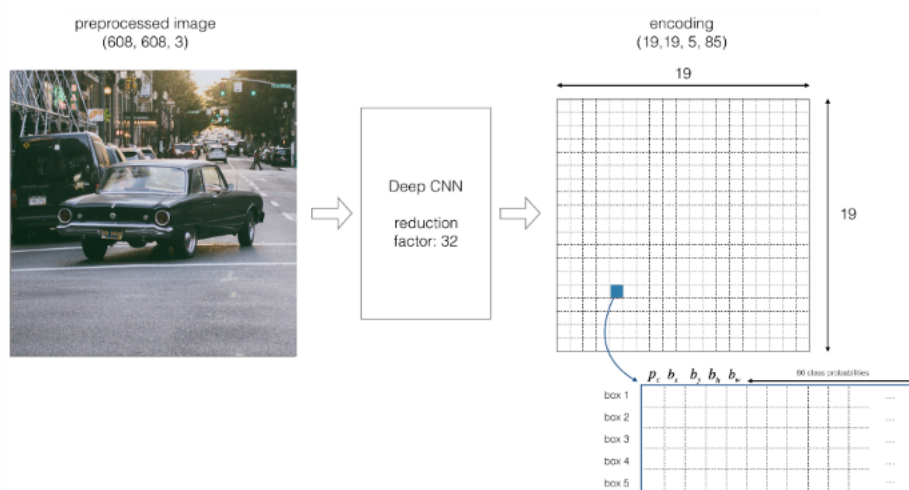 preprocessed image
(608, 608, 3)
encoding
(19,19, 5, 85)
19
19
Deep CNN
reduction
factor: 32
p_c b_x b_y b_h b_w
80 class probabilities
box 1 ...
box 2 ...
box 3 ...
box 4 ...
box 5 ...